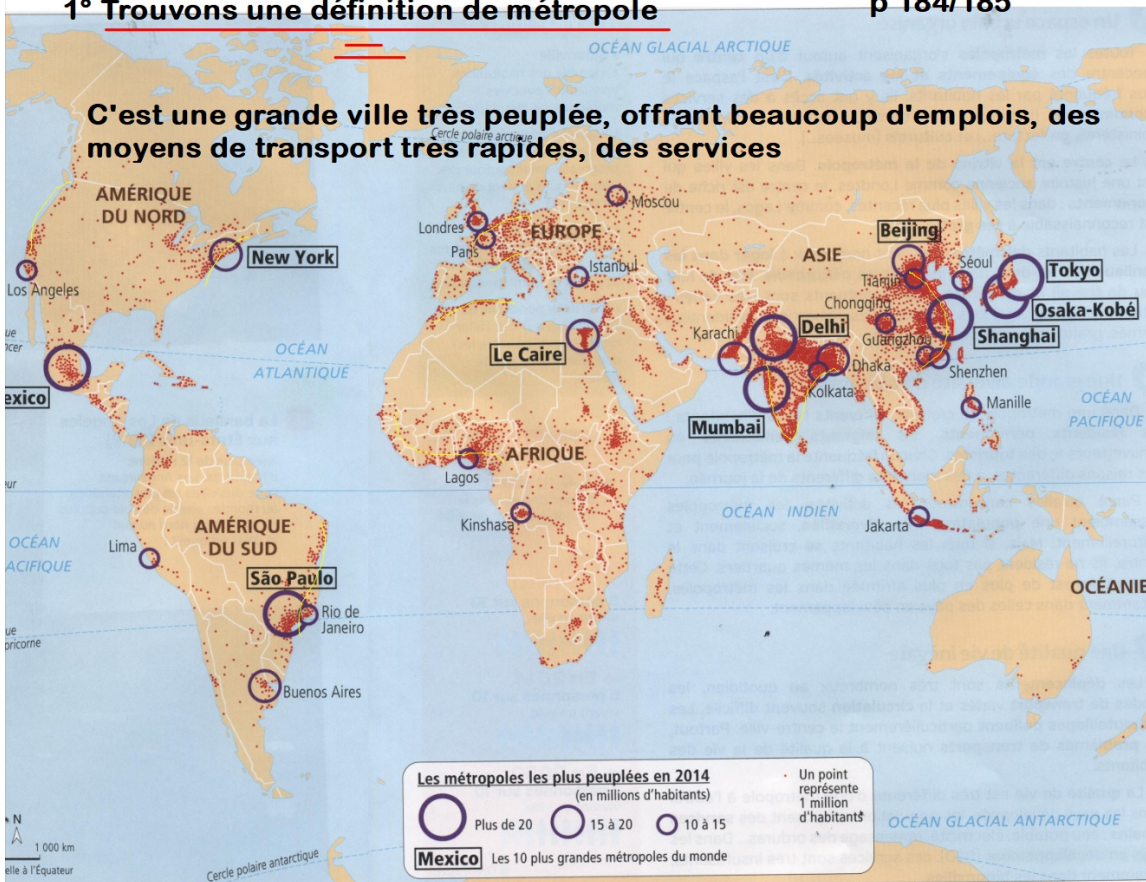 1° Trouvons une définition de métropole
p 184/185
OCÉAN GLACIAL ARCTIQUE
C'est une grande ville très peuplée, offrant beaucoup d'emplois, des
moyens de transport très rapides, des services
Cercle polaire arctique
AMÉRIQUE
DU NORD
Moscou
Londres
EUROPE
Paris
Beijing
New York
ASIE
Istanbul
Séoul
Tokyo
Los Angeles
Tianjin
Chongqing
Osaka-Kobé
Karachi
Delhi
Shanghai
Le Caire
Guangzhou
OCÉAN
ATLANTIQUE
Dhaka
Shenzhen
Kolkata
exico
Manille
OCÉAN
PACIFIQUE
Mumbai
AFRIQUE
Lagos
OCÉAN INDIEN
Kinshasa
Jakarta
AMÉRIQUE
DU SUD
OCÉAN
ACIFIQUE
Lima
São Paulo
OCÉANIE
Rio de
Janeiro
pricorne
Buenos Aires
Les métropoles les plus peuplées en 2014
(en millions d'habitants)
Plus de 20
15 à 20
10 à 15
Un point
représente
1 million
d'habitants
Mexico
Les 10 plus grandes métropoles du monde
OCÉAN GLACIAL ANTARCTIQUE
N
1 000 km
elle à l'Équateur
Cercle polaire antarctique